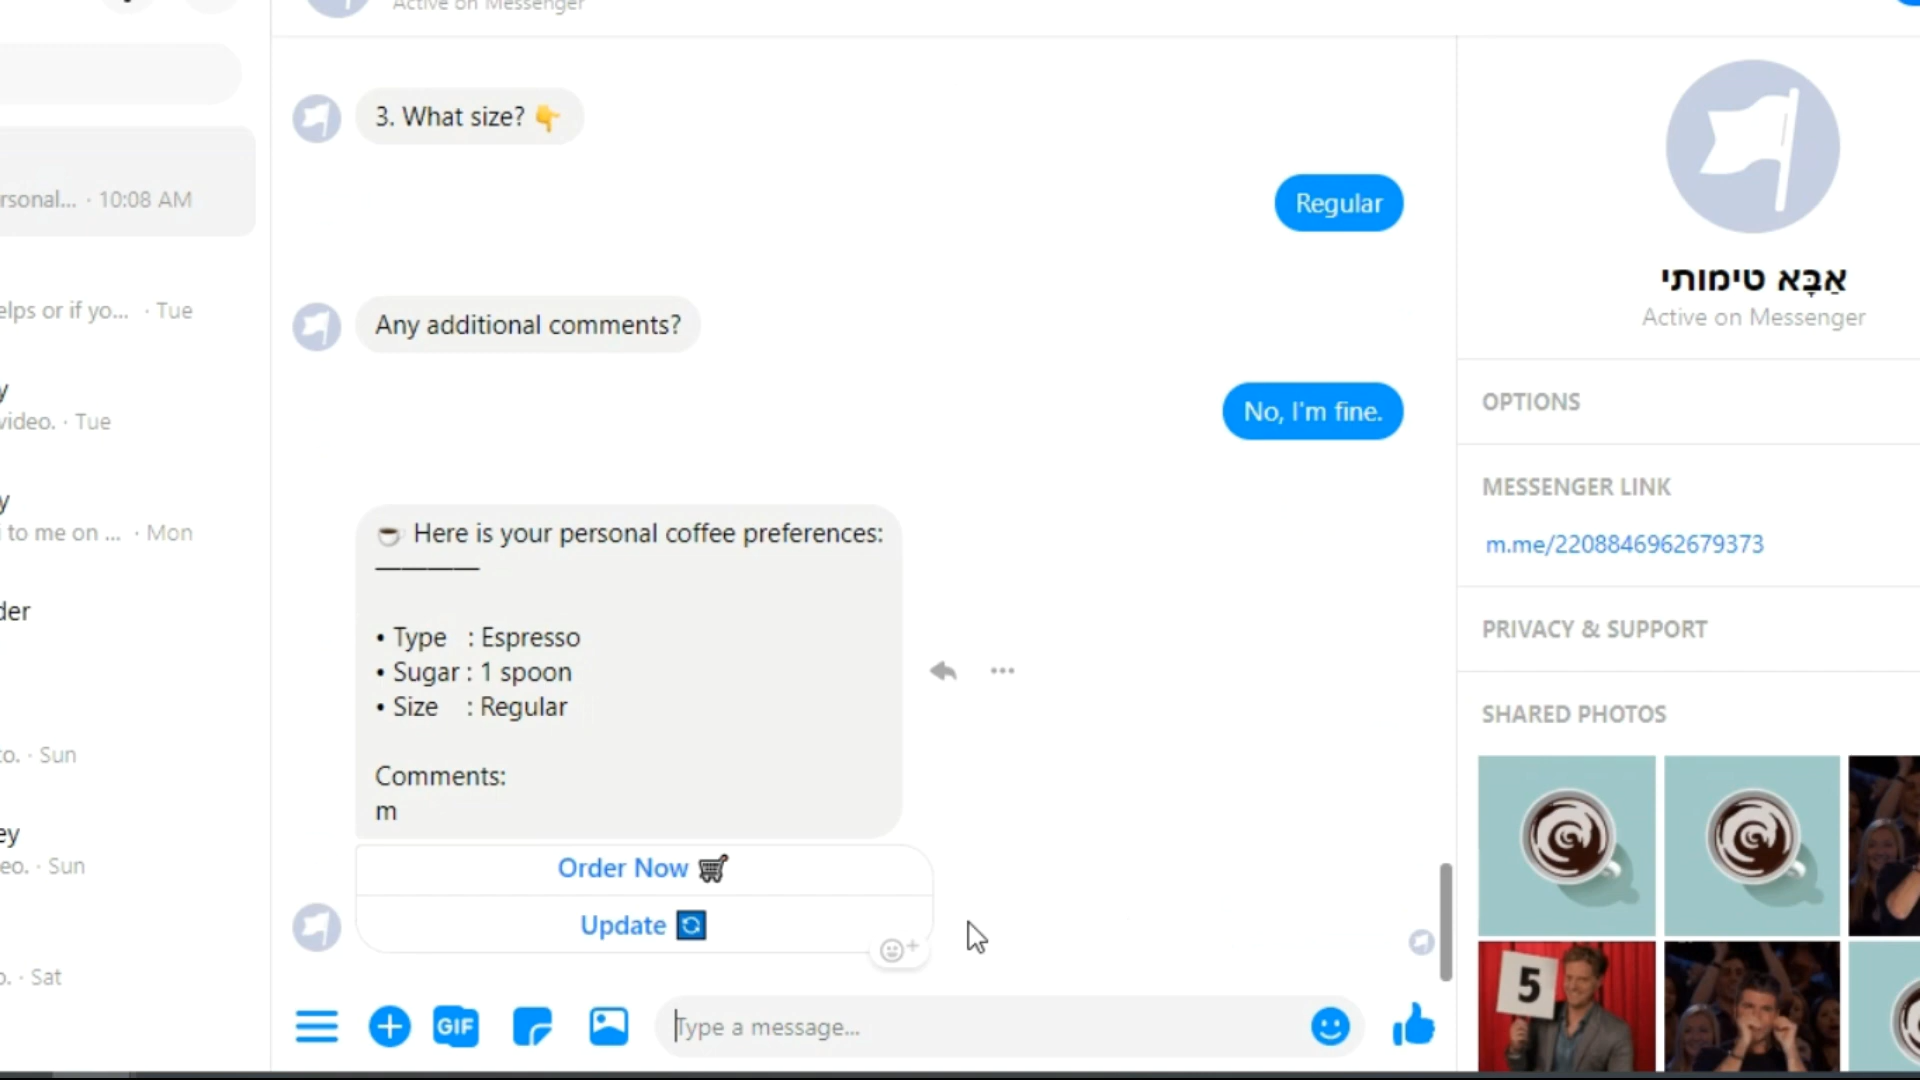 Active on Messenger
rsonal... · 10:08 AM
elps or if yo... · Tue
y
video. · Tue
y
i to me on ... · Mon
der
to. · Sun
ey
eo. · Sun
o. · Sat
3. What size? 👇
Regular
Any additional comments?
No, I'm fine.
☕ Here is your personal coffee preferences:
————
• Type : Espresso
• Sugar : 1 spoon
• Size : Regular
Comments:
m
Order Now 🛒
Update 🔄
GIF
Type a message...
אַבָּא טימותי
Active on Messenger
OPTIONS
MESSENGER LINK
m.me/2208846962679373
PRIVACY & SUPPORT
SHARED PHOTOS
5